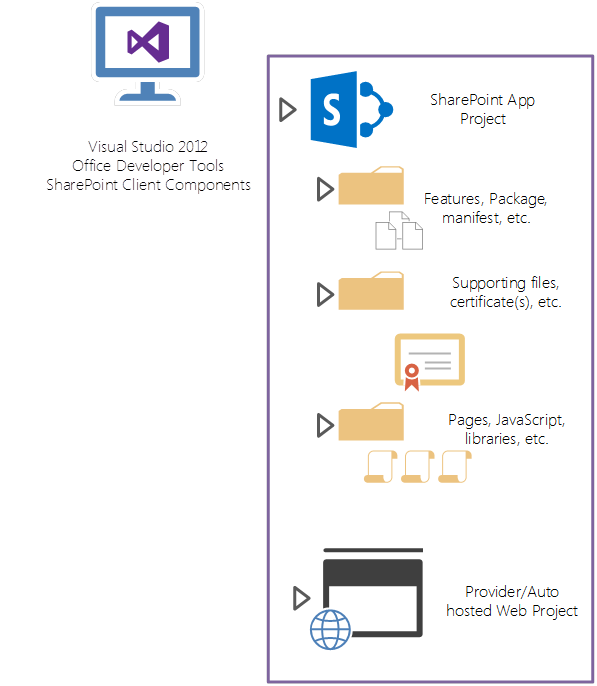 Visual Studio 2012
Office Developer Tools
SharePoint Client Components
S
SharePoint App
Project
Features, Package,
manifest, etc.
Supporting files,
certificate(s), etc.
Pages, JavaScript,
libraries, etc.
Provider/Auto
hosted Web Project